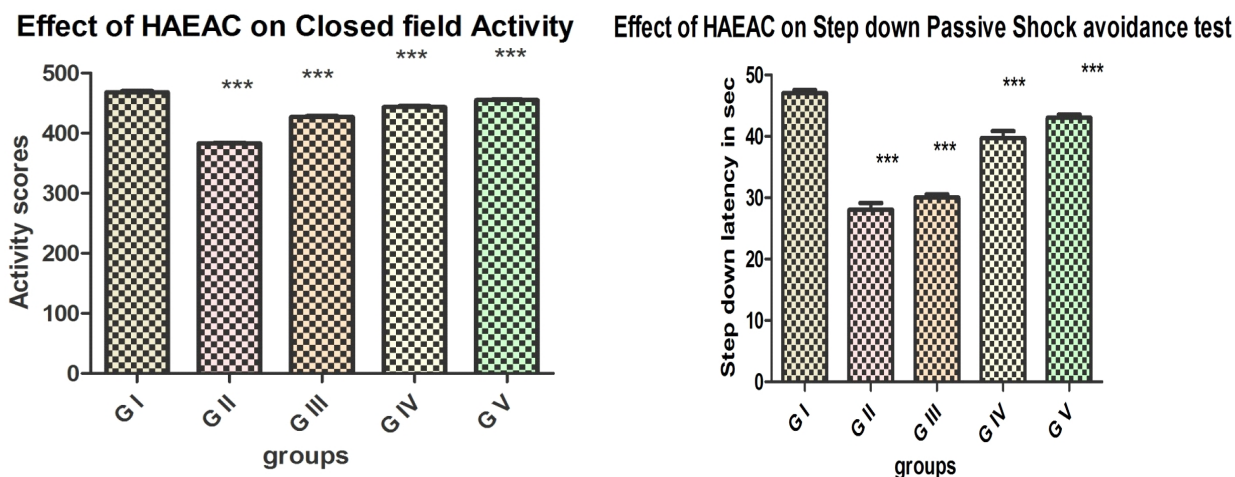 Effect of HAEAC on Closed field Activity
Activity scores
500
400
300
200
100
0
***
***
***
***
G I
G II
G III
G IV
G V
groups
Effect of HAEAC on Step down Passive Shock avoidance test
Step down latency in sec
50
40
30
20
10
0
***
***
***
***
G I
G II
G III
G IV
G V
groups